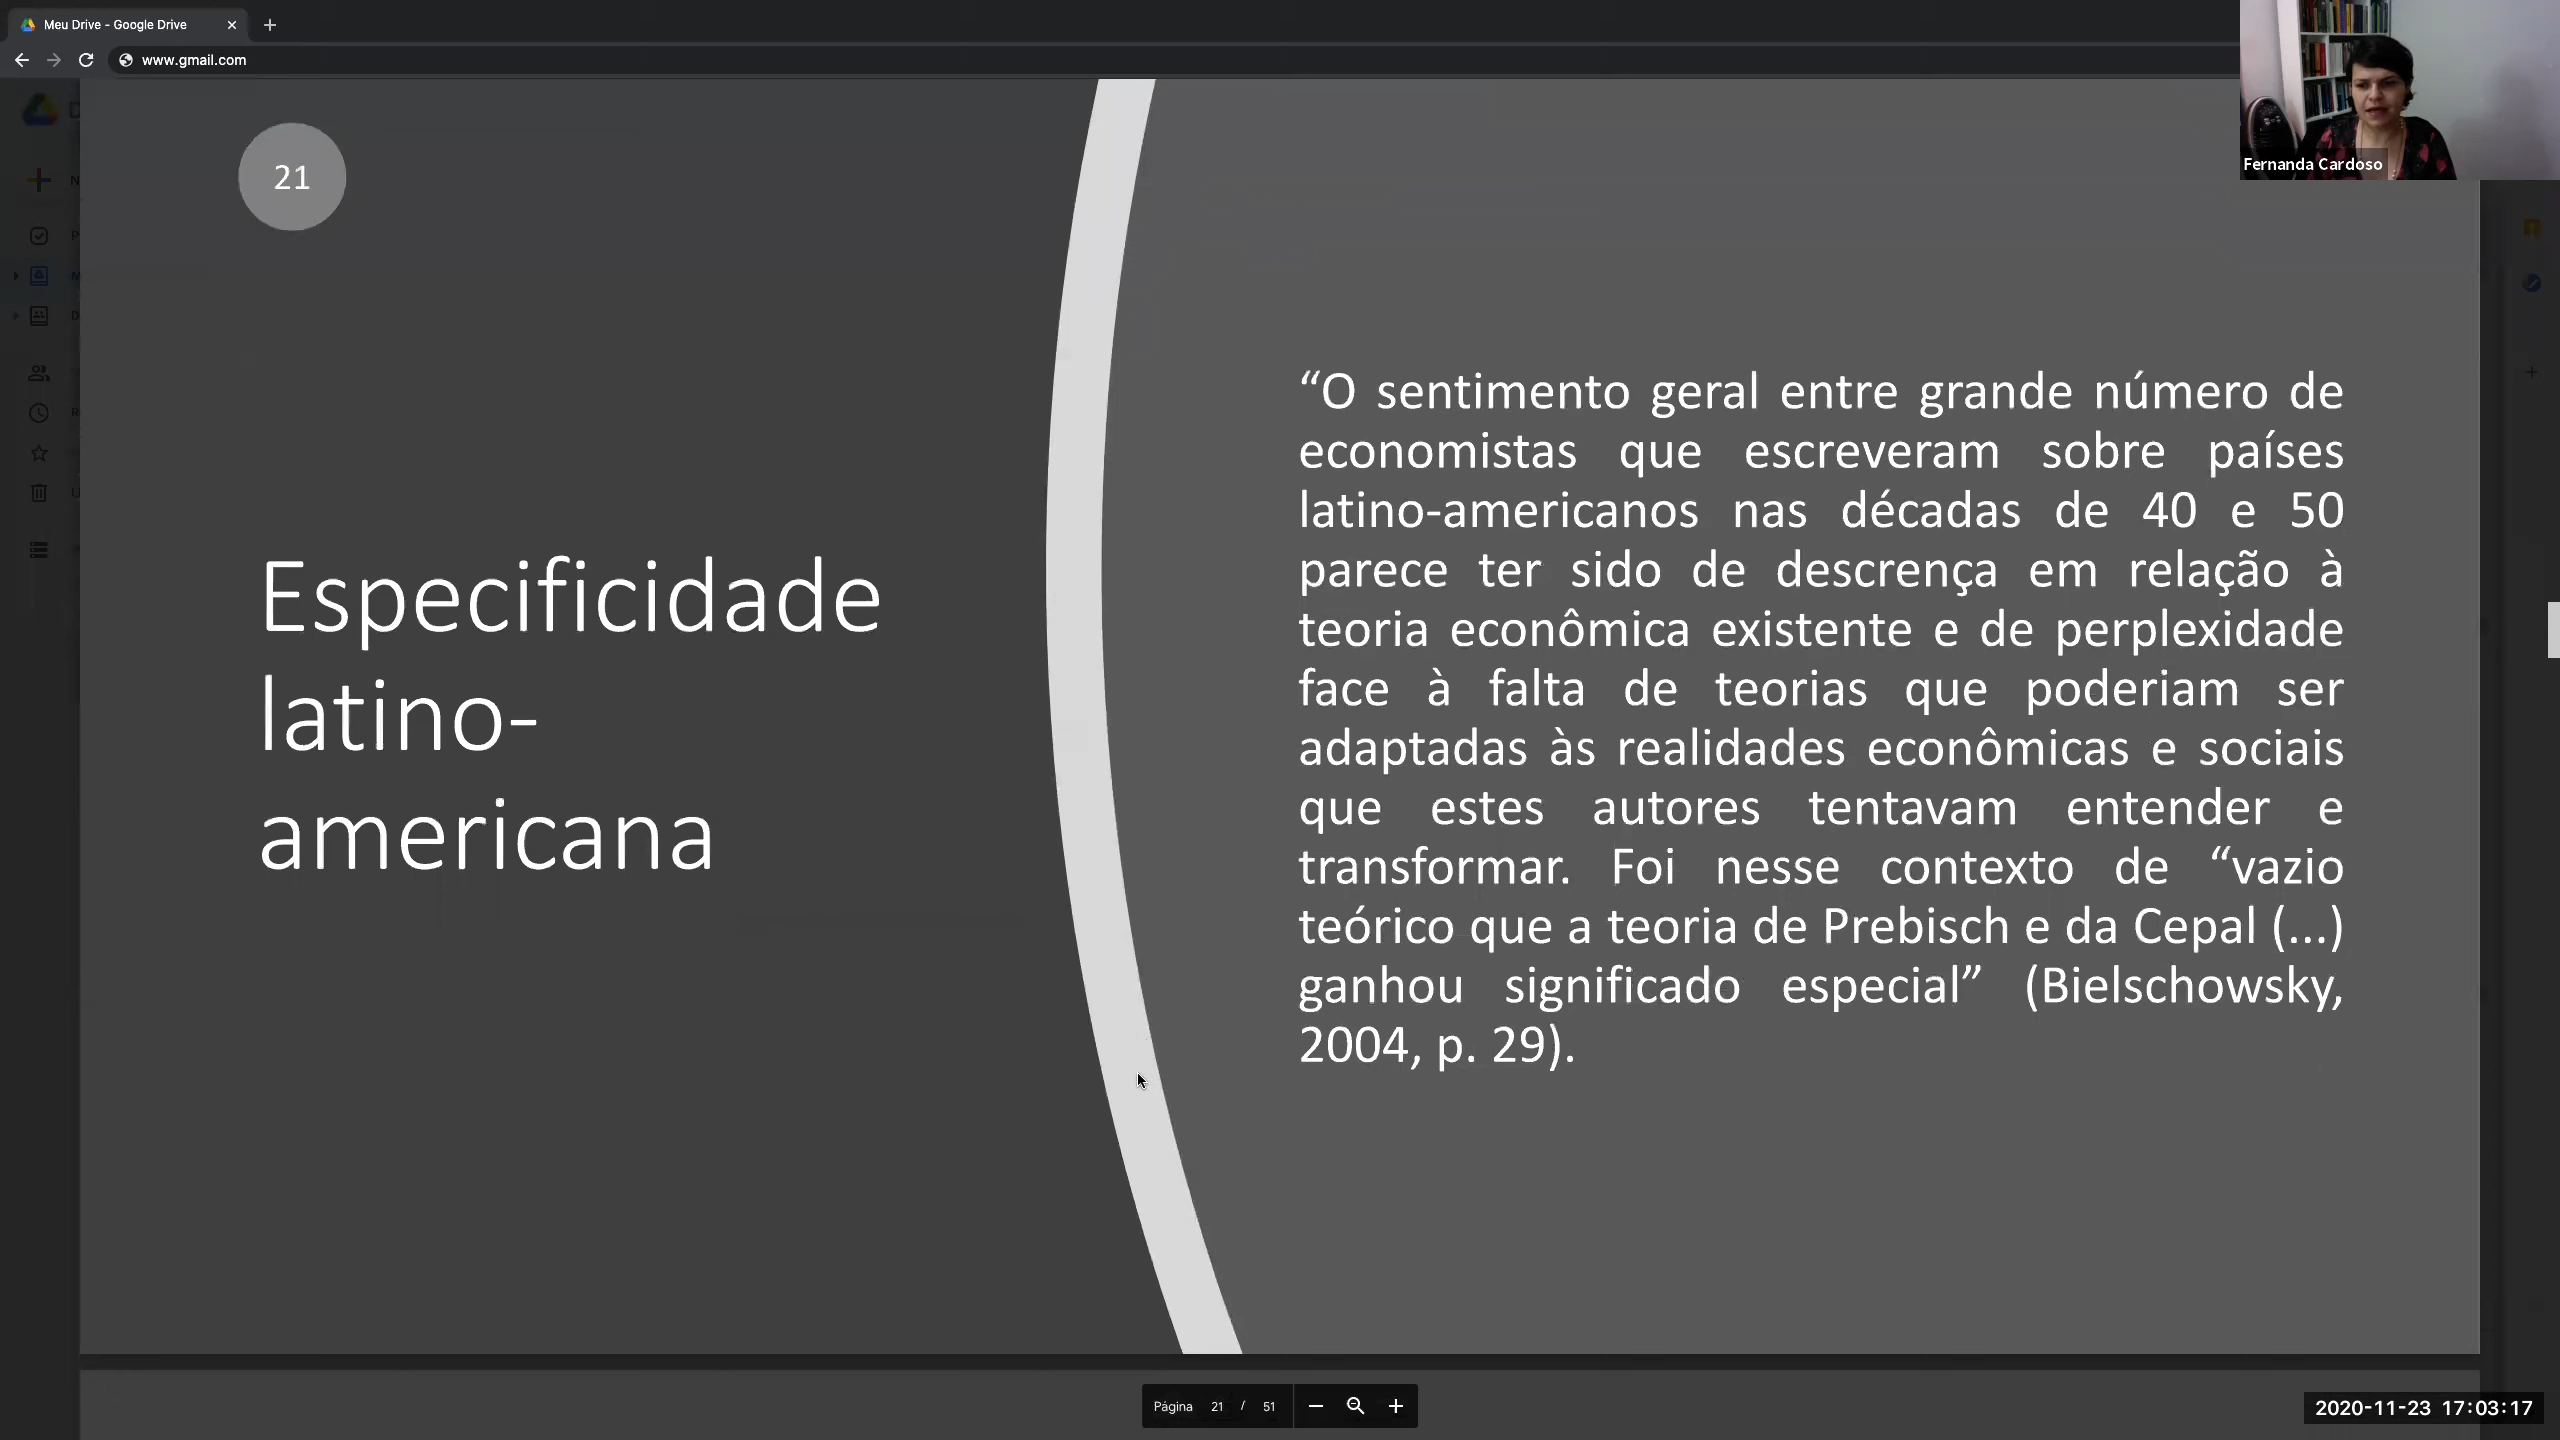 Meu Drive - Google Drive
www.gmail.com
Fernanda Cardoso
21
Especificidade
latino-
americana
“O sentimento geral entre grande número de
economistas que escreveram sobre países
latino-americanos nas décadas de 40 e 50
parece ter sido de descrença em relação à
teoria econômica existente e de perplexidade
face à falta de teorias que poderiam ser
adaptadas às realidades econômicas e sociais
que estes autores tentavam entender e
transformar. Foi nesse contexto de “vazio
teórico que a teoria de Prebisch e da Cepal (...)
ganhou significado especial” (Bielschowsky,
2004, p. 29).
Página 21 / 51
2020-11-23 17:03:17